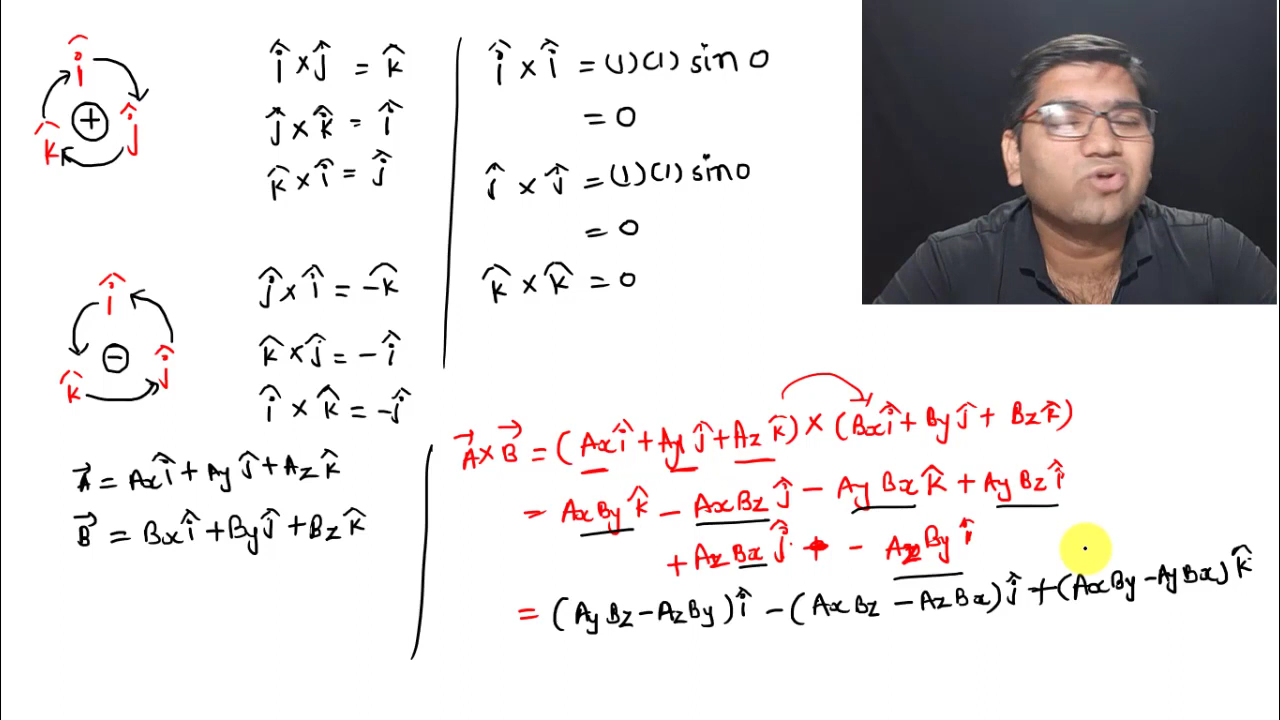 î
+
k̂ ĵ
î × ĵ = k̂
ĵ × k̂ = î
k̂ × î = ĵ
−
î
k̂ ĵ
ĵ × î = −k̂
k̂ × ĵ = −î
î × k̂ = −ĵ
A⃗ = Axî + Ayĵ + Azk̂
B⃗ = Bxî + Byĵ + Bzk̂
î × î = (1)(1) sin 0
= 0
ĵ × ĵ = (1)(1) sin 0
= 0
k̂ × k̂ = 0
A⃗ × B⃗ = (Axî + Ayĵ + Azk̂) × (Bxî + Byĵ + Bzk̂)
= AxBy k̂ − AxBz ĵ − AyBx k̂ + AyBz î
+ AzBx ĵ − AzBy î
= (AyBz − AzBy) î − (AxBz − AzBx) ĵ + (AxBy − AyBx) k̂